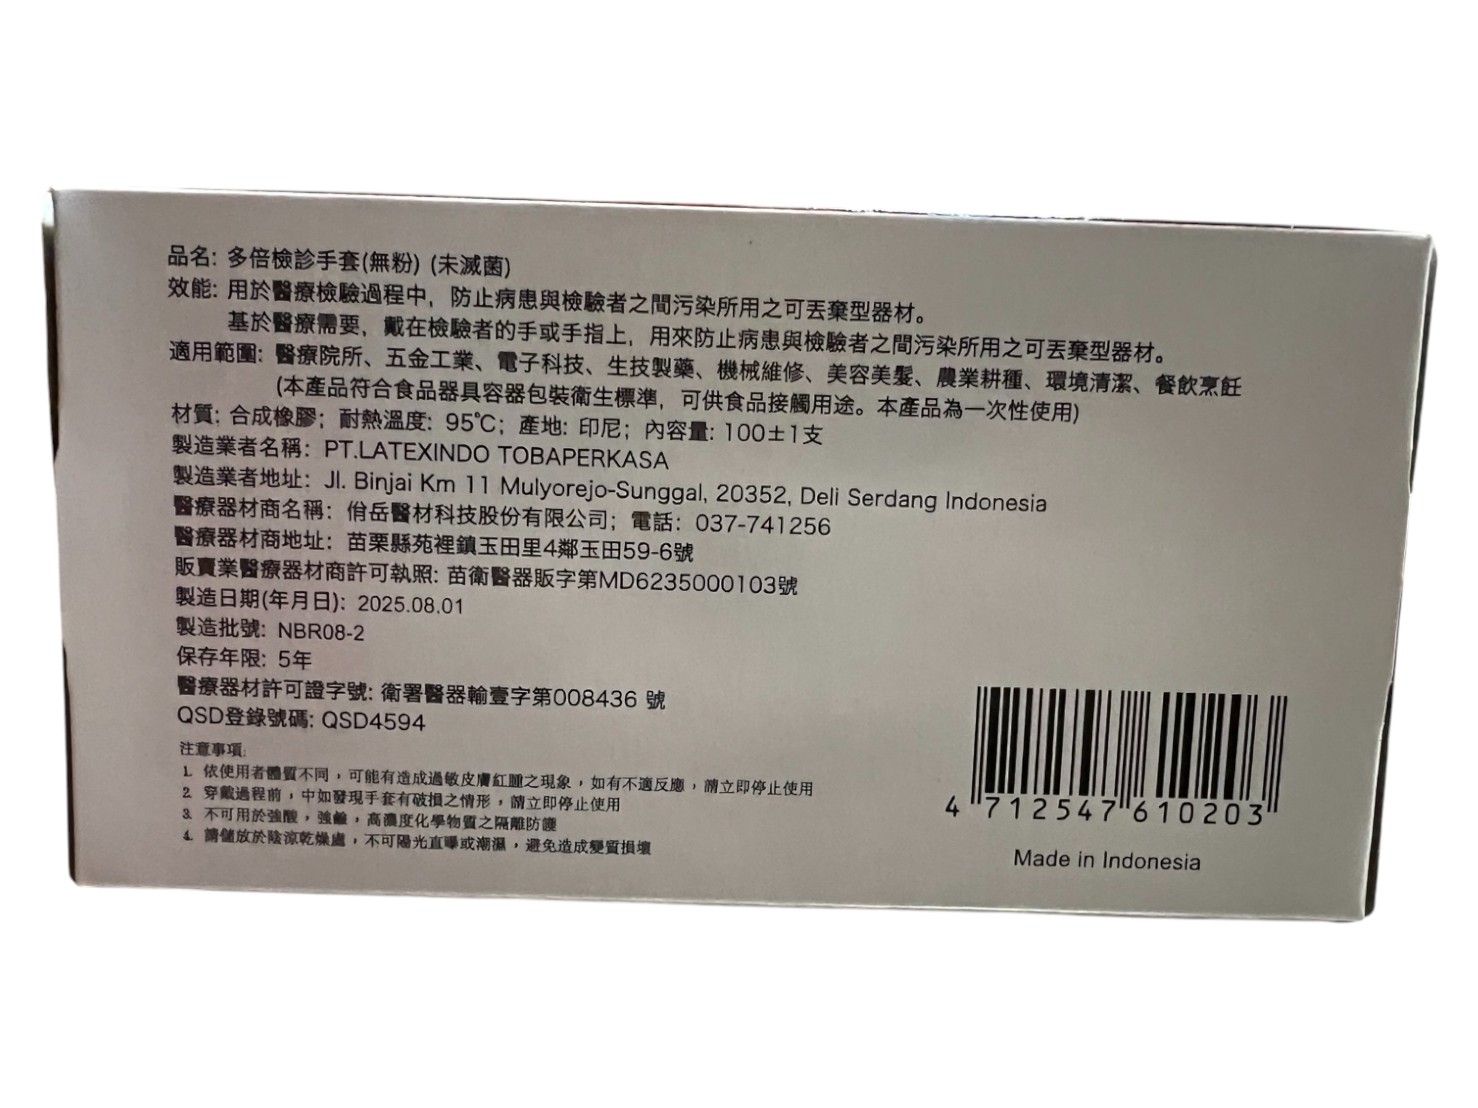 品名: 多倍檢診手套(無粉) (未滅菌)
效能: 用於醫療檢驗過程中, 防止病患與檢驗者之間污染所用之可丟棄型器材。
基於醫療需要, 戴在檢驗者的手或手指上, 用來防止病患與檢驗者之間污染所用之可丟棄型器材。
適用範圍: 醫療院所、五金工業、電子科技、生技製藥、機械維修、美容美髮、農業耕種、環境清潔、餐飲烹飪
(本產品符合食品器具容器包裝衛生標準, 可供食品接觸用途。本產品為一次性使用)
材質: 合成橡膠; 耐熱溫度: 95℃; 產地: 印尼; 內容量: 100±1支
製造業者名稱: PT.LATEXINDO TOBAPERKASA
製造業者地址: Jl. Binjai Km 11 Mulyorejo-Sunggal, 20352, Deli Serdang Indonesia
醫療器材商名稱: 佾岳醫材科技股份有限公司; 電話: 037-741256
醫療器材商地址: 苗栗縣苑裡鎮玉田里4鄰玉田59-6號
販賣業醫療器材商許可執照: 苗衛醫器販字第MD6235000103號
製造日期(年月日): 2025.08.01
製造批號: NBR08-2
保存年限: 5年
醫療器材許可證字號: 衛署醫器輸壹字第008436 號
QSD登錄號碼: QSD4594
注意事項:
1. 依使用者體質不同，可能有造成過敏皮膚紅腫之現象，如有不適反應，請立即停止使用
2. 穿戴過程前，中如發現手套有破損之情形，請立即停止使用
3. 不可用於強酸，強鹼，高濃度化學物質之隔離防護
4. 請儲放於陰涼乾燥處，不可陽光直曝或潮濕，避免造成變質損壞
4 712547 610203
Made in Indonesia